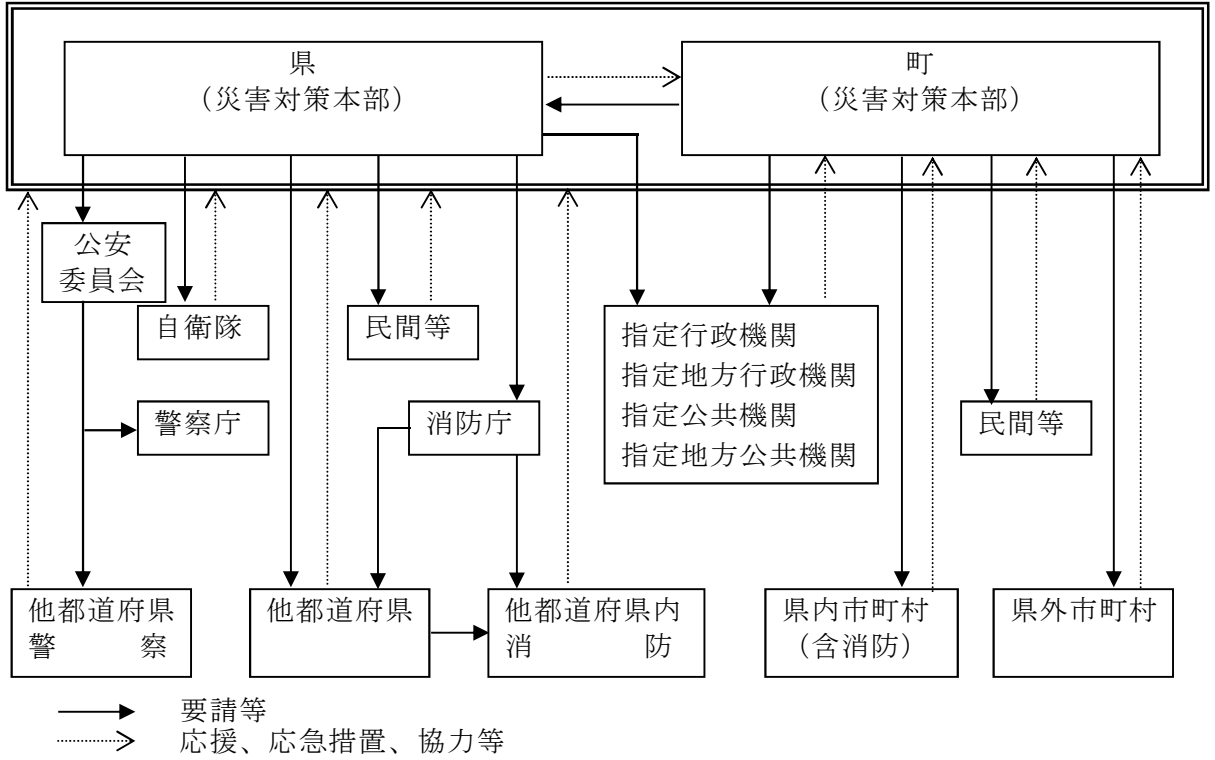 県
（災害対策本部）
町
（災害対策本部）
公安
委員会
自衛隊
民間等
指定行政機関
指定地方行政機関
指定公共機関
指定地方公共機関
警察庁
消防庁
民間等
他都道府県
警　　　察
他都道府県
他都道府県内
消　　　　防
県内市町村
（含消防）
県外市町村
要請等
応援、応急措置、協力等